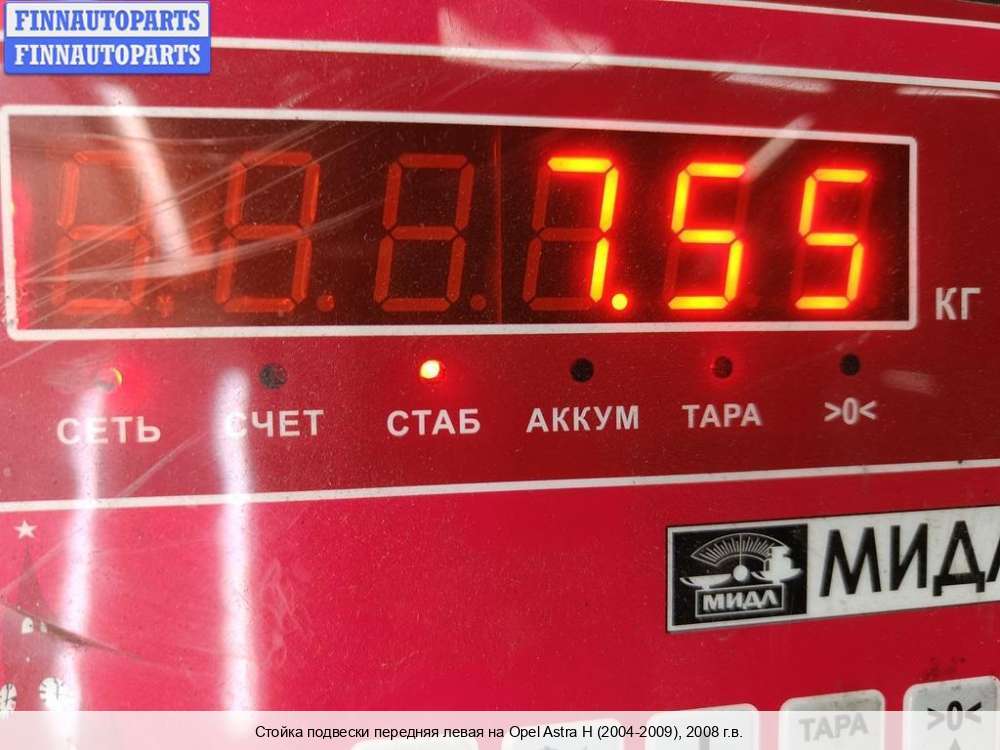 FINNAUTOPARTS
FINNAUTOPARTS
7.55
КГ
СЕТЬ СЧЕТ СТАБ АККУМ ТАРА >0<
МИДЛ МИДЛ
ТАРА >0<
Стойка подвески передняя левая на Opel Astra H (2004-2009), 2008 г.в.